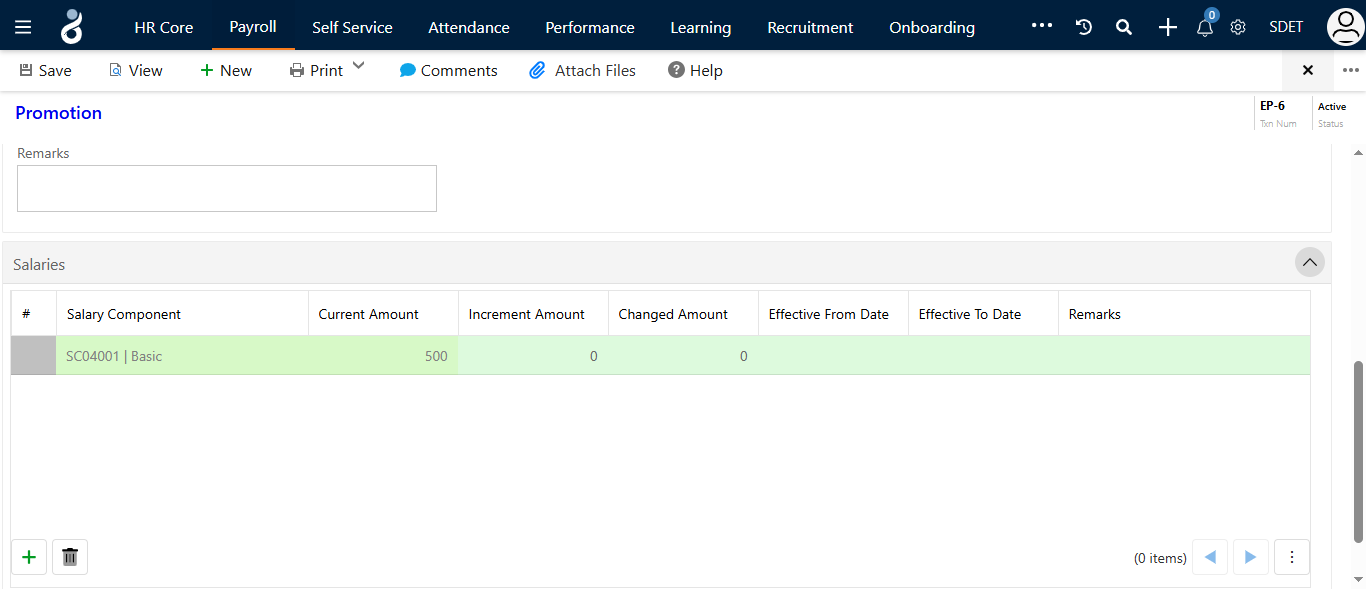 HR Core Payroll Self Service Attendance Performance Learning Recruitment Onboarding ... 0 SDET
Save View New Print Comments Attach Files Help ...
Promotion
EP-6 Active
Txn Num Status
Remarks
Salaries
# Salary Component Current Amount Increment Amount Changed Amount Effective From Date Effective To Date Remarks
SC04001 | Basic 500 0 0
(0 items)